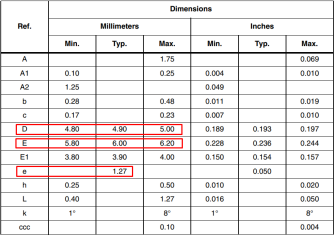 Dimensions
Ref. Millimeters Inches
Min. Typ. Max. Min. Typ. Max.
A 1.75 0.069
A1 0.10 0.25 0.004 0.010
A2 1.25 0.049
b 0.28 0.48 0.011 0.019
c 0.17 0.23 0.007 0.010
D 4.80 4.90 5.00 0.189 0.193 0.197
E 5.80 6.00 6.20 0.228 0.236 0.244
E1 3.80 3.90 4.00 0.150 0.154 0.157
e 1.27 0.050
h 0.25 0.50 0.010 0.020
L 0.40 1.27 0.016 0.050
k 1° 8° 1° 8°
ccc 0.10 0.004